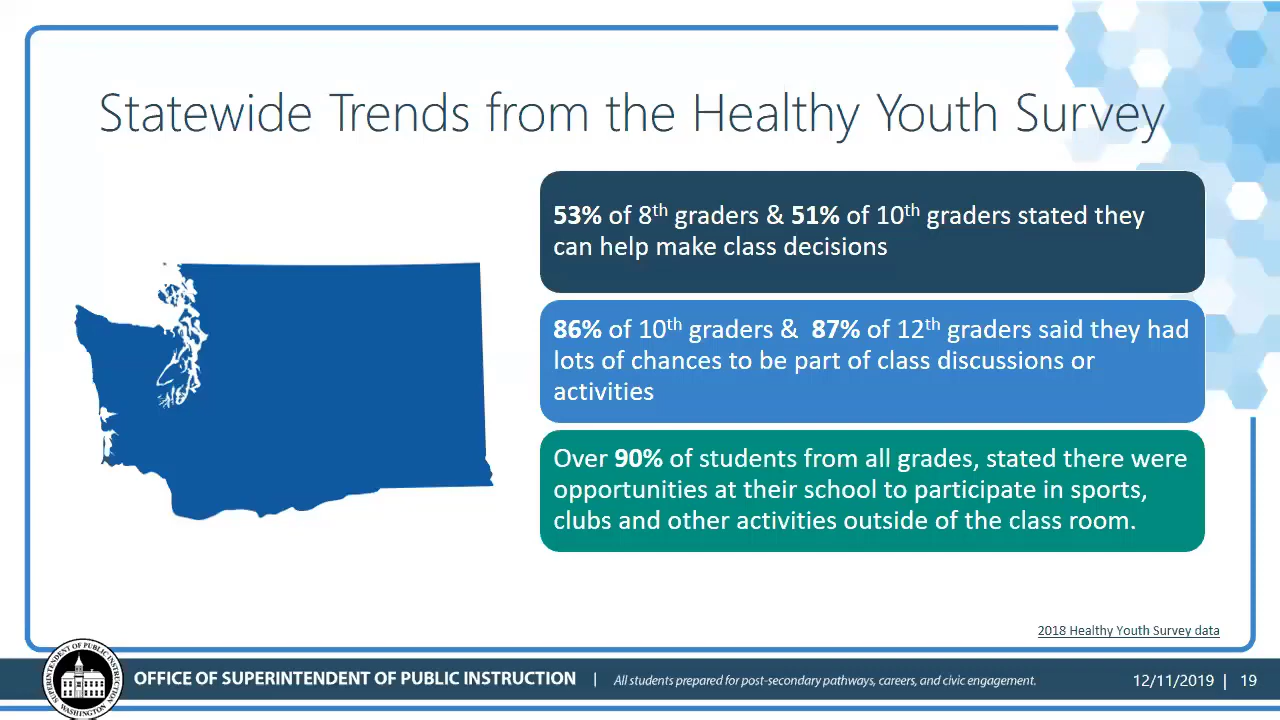 Statewide Trends from the Healthy Youth Survey
53% of 8th graders & 51% of 10th graders stated they
can help make class decisions
86% of 10th graders & 87% of 12th graders said they had
lots of chances to be part of class discussions or
activities
Over 90% of students from all grades, stated there were
opportunities at their school to participate in sports,
clubs and other activities outside of the class room.
2018 Healthy Youth Survey data
SUPERINTENDENT OF PUBLIC INSTRUCTION
WASHINGTON
OFFICE OF SUPERINTENDENT OF PUBLIC INSTRUCTION | All students prepared for post-secondary pathways, careers, and civic engagement. 12/11/2019 | 19